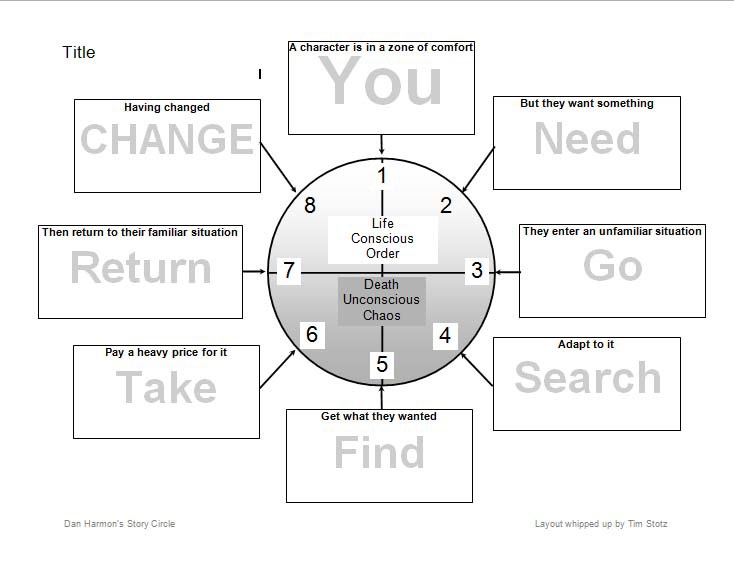 Title
A character is in a zone of comfort
You
Having changed
CHANGE
But they want something
Need
1
8
2
Life
Conscious
Order
Then return to their familiar situation
Return
They enter an unfamiliar situation
Go
7
3
Death
Unconscious
Chaos
6
4
Pay a heavy price for it
Take
Adapt to it
Search
5
Get what they wanted
Find
Dan Harmon's Story Circle
Layout whipped up by Tim Stotz